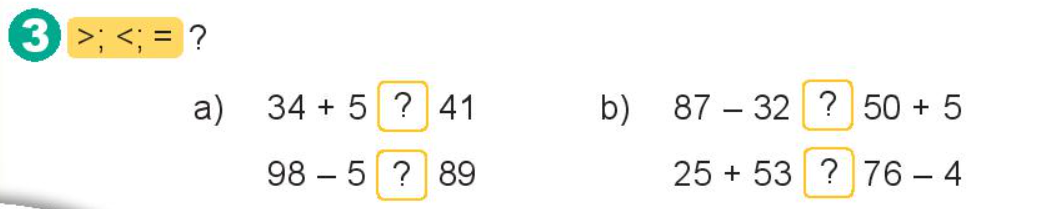 3 >; <; = ?
a) 34 + 5 ? 41 b) 87 – 32 ? 50 + 5
98 – 5 ? 89 25 + 53 ? 76 – 4